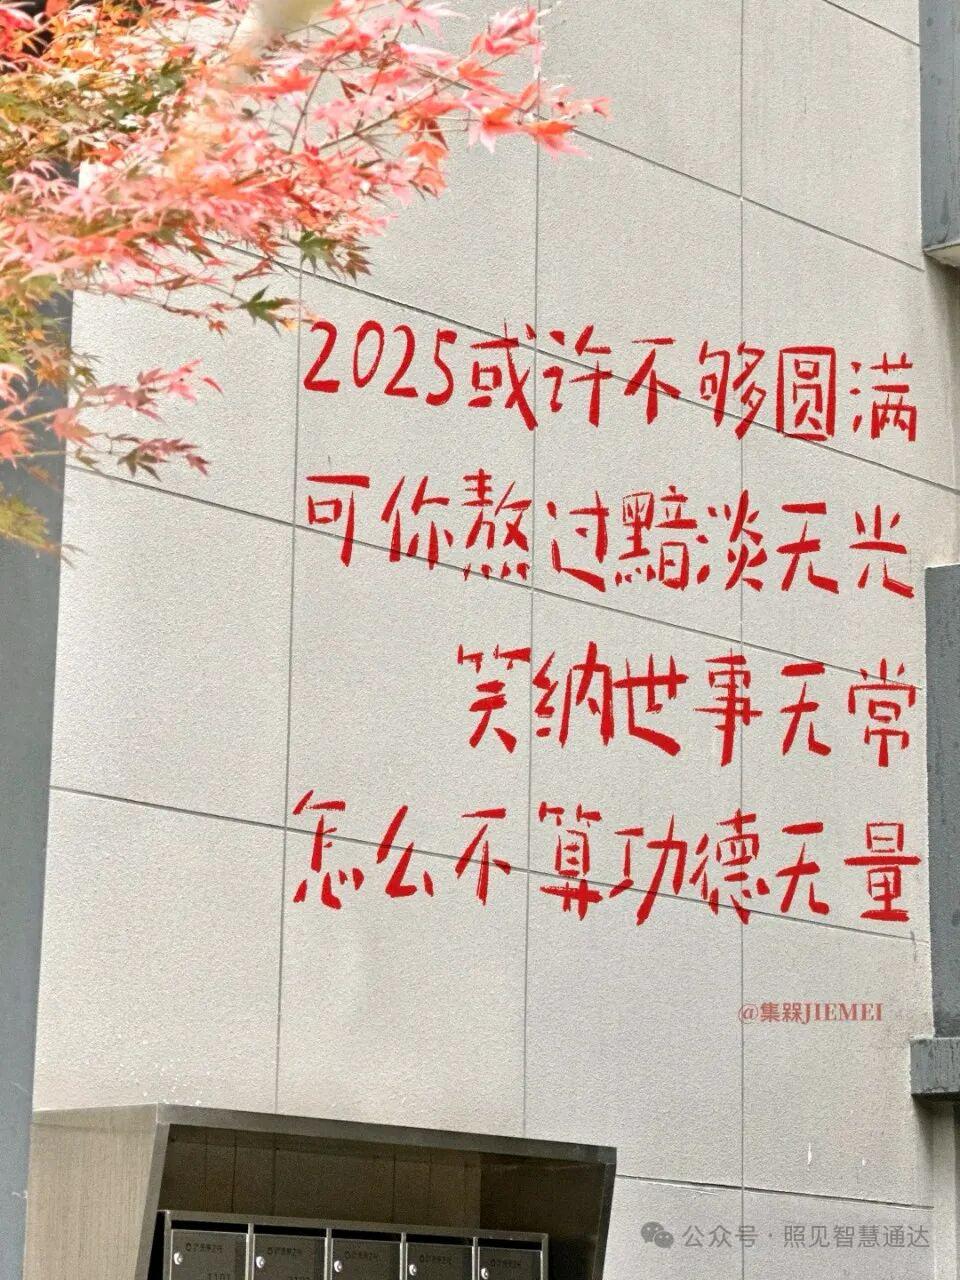 2025或许不够圆满
可你熬过黯淡无光
笑纳世事无常
怎么不算功德无量
@集槑JIEMEI
公众号·照见智慧通达